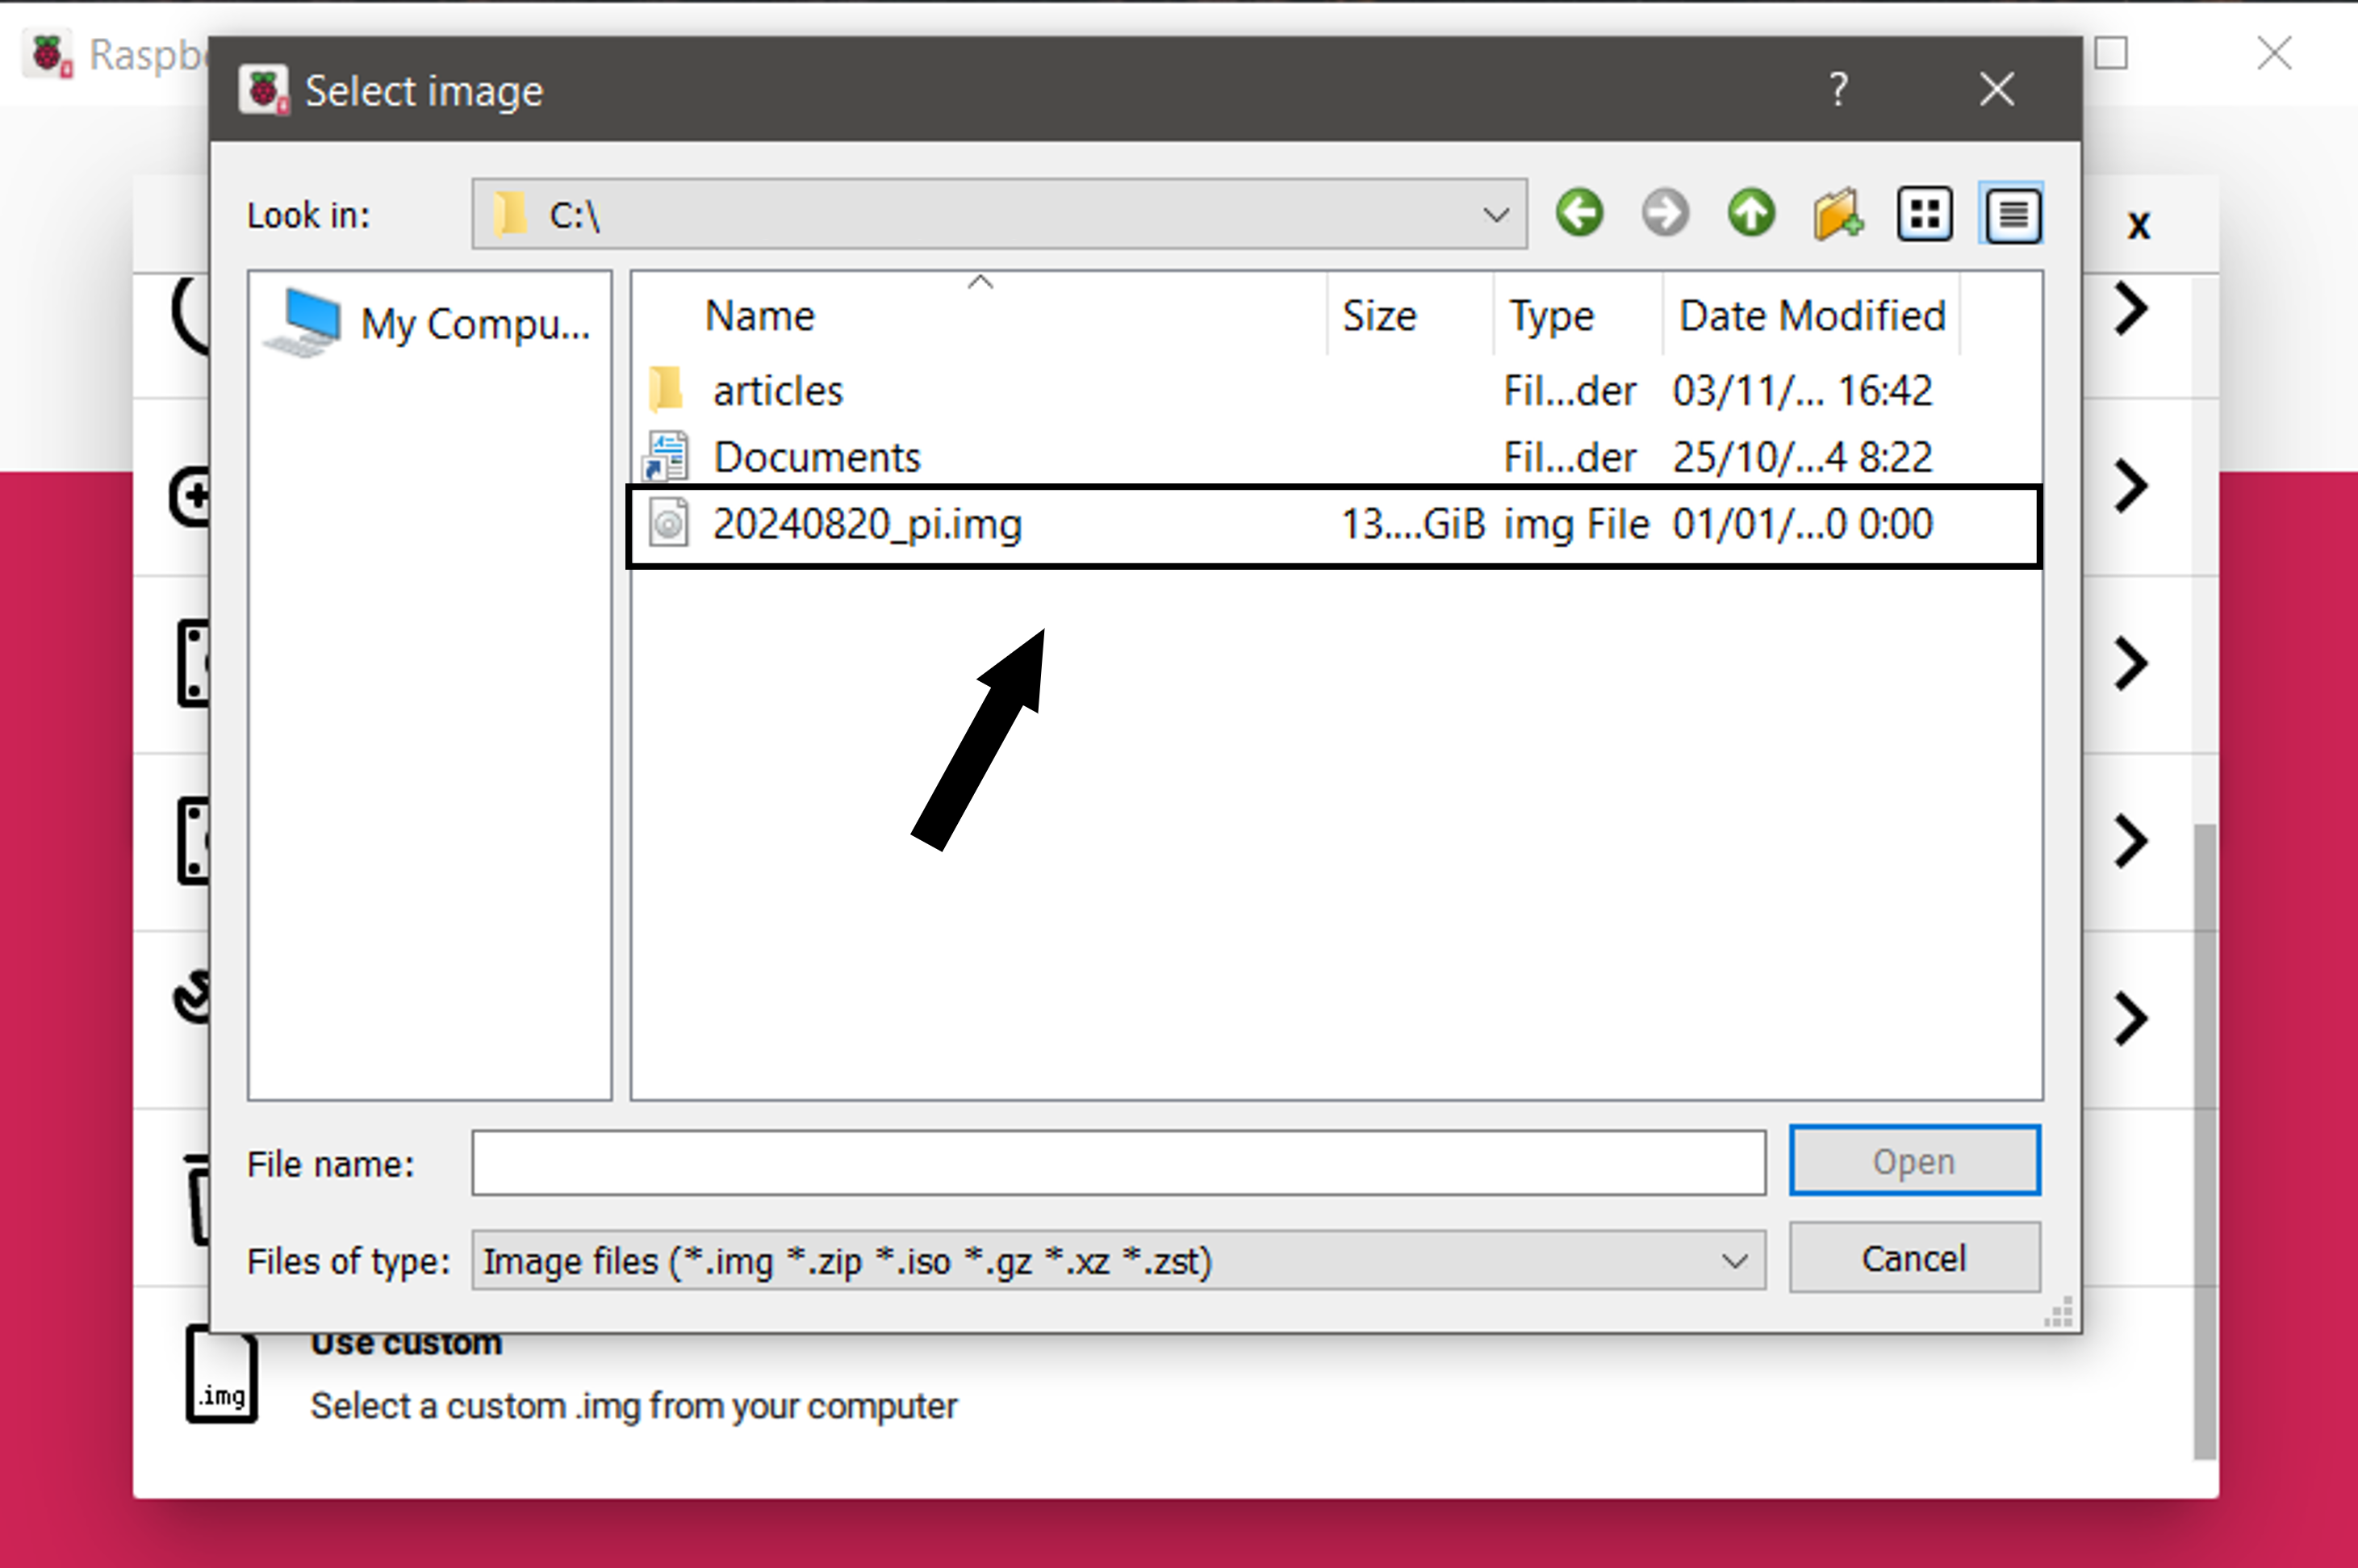 Raspb
Select image
?
Look in:
C:\
x
My Compu...
Name Size Type Date Modified
articles Fil...der 03/11/... 16:42
Documents Fil...der 25/10/...4 8:22
20240820_pi.img 13....GiB img File 01/01/...0 0:00
File name:
Open
Files of type: Image files (*.img *.zip *.iso *.gz *.xz *.zst)
Cancel
Use custom
.img
Select a custom .img from your computer